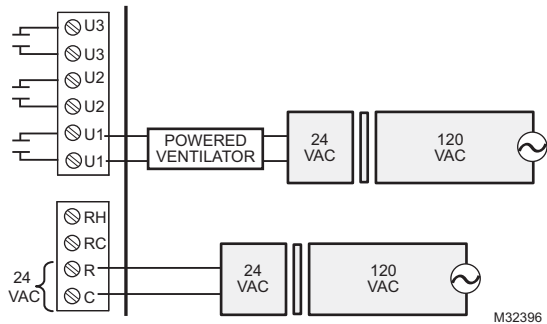 U3
U3
U2
U2
U1
U1
POWERED
VENTILATOR
24
VAC
120
VAC
RH
RC
R
C
24
VAC
24
VAC
120
VAC
M32396